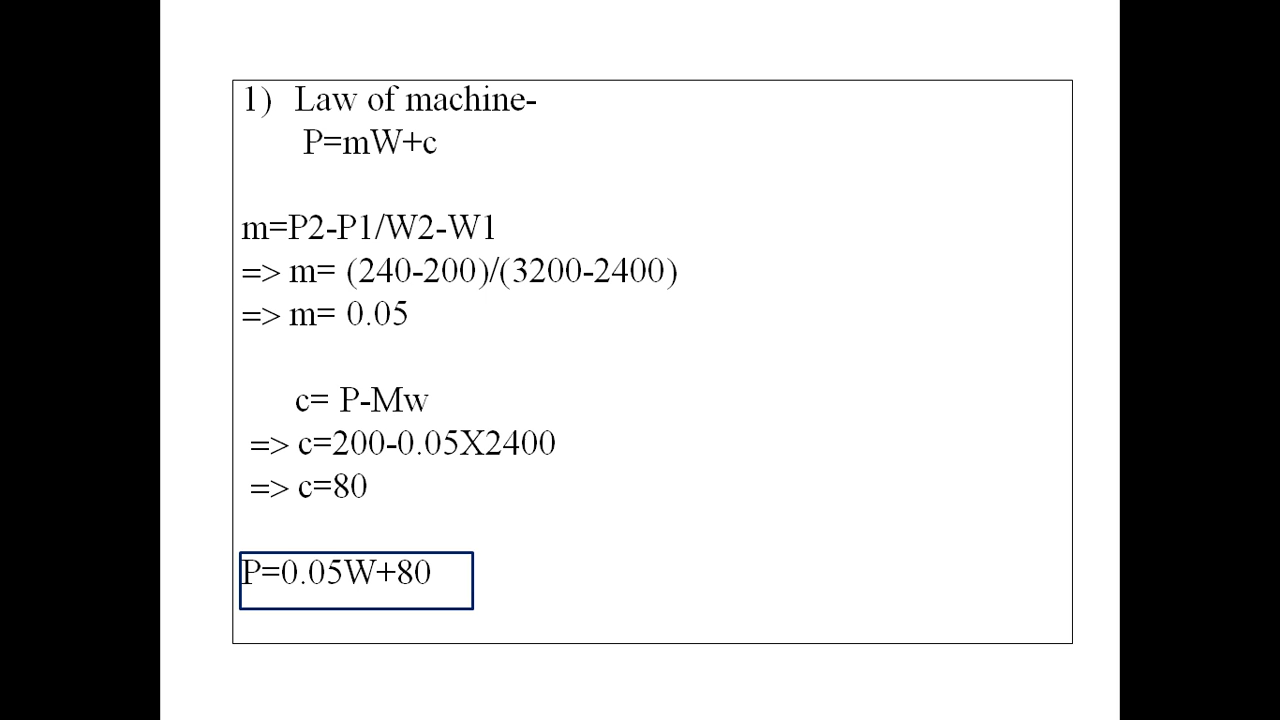 1) Law of machine-
P=mW+c
m=P2-P1/W2-W1
=> m= (240-200)/(3200-2400)
=> m= 0.05
c= P-Mw
=> c=200-0.05X2400
=> c=80
P=0.05W+80